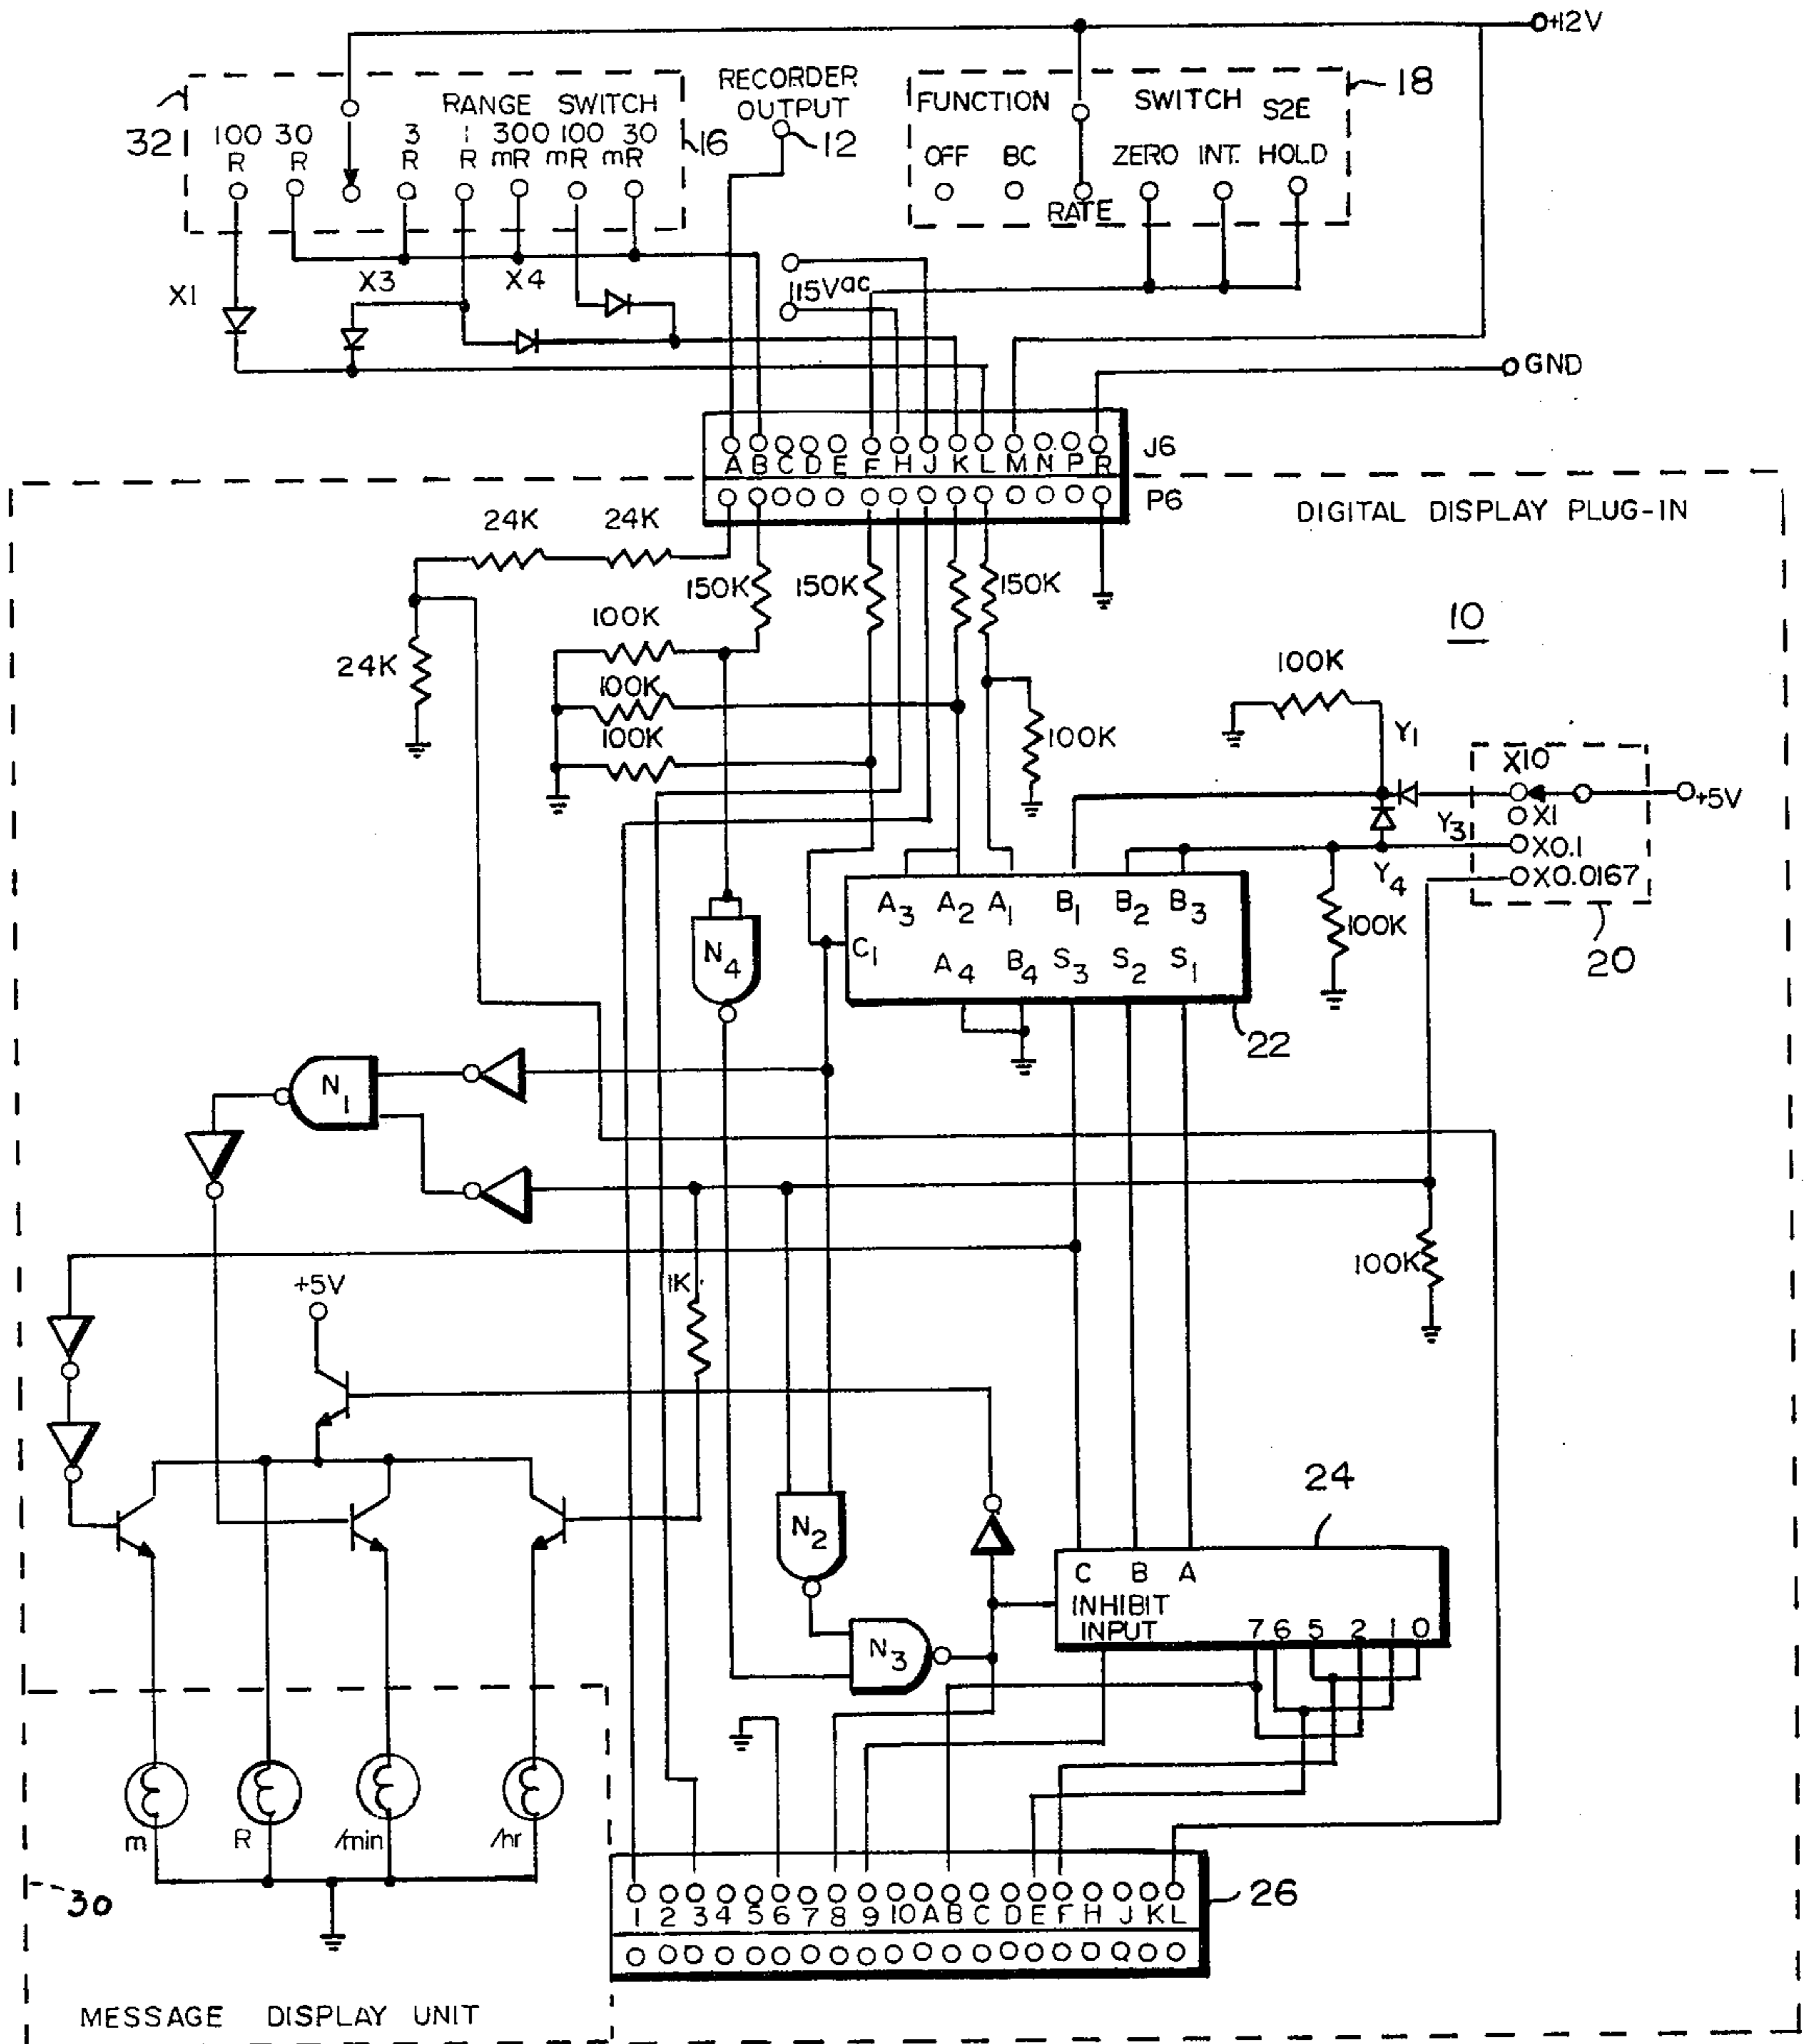 +12V
32
RANGE SWITCH
100 R
30 R
3 R
1 R
300 mR
100 mR
30 mR
16
RECORDER OUTPUT
12
FUNCTION SWITCH S2E
18
OFF
BC
RATE
ZERO
INT.
HOLD
X1
X3
X4
115Vac
GND
A B C D E F H J K L M N P R
J6
P6
DIGITAL DISPLAY PLUG-IN
24K
24K
24K
150K
150K
150K
100K
100K
100K
100K
10
100K
Y1
Y3
Y4
X10
X1
X0.1
X0.0167
+5V
20
100K
A3 A2 A1 B1 B2 B3
C1
A4 B4 S3 S2 S1
22
N4
N1
100K
1K
+5V
N2
N3
24
C B A
INHIBIT
INPUT
7 6 5 2 1 0
m
R
/min
/hr
30
1 2 3 4 5 6 7 8 9 10 A B C D E F H J K L
26
MESSAGE DISPLAY UNIT